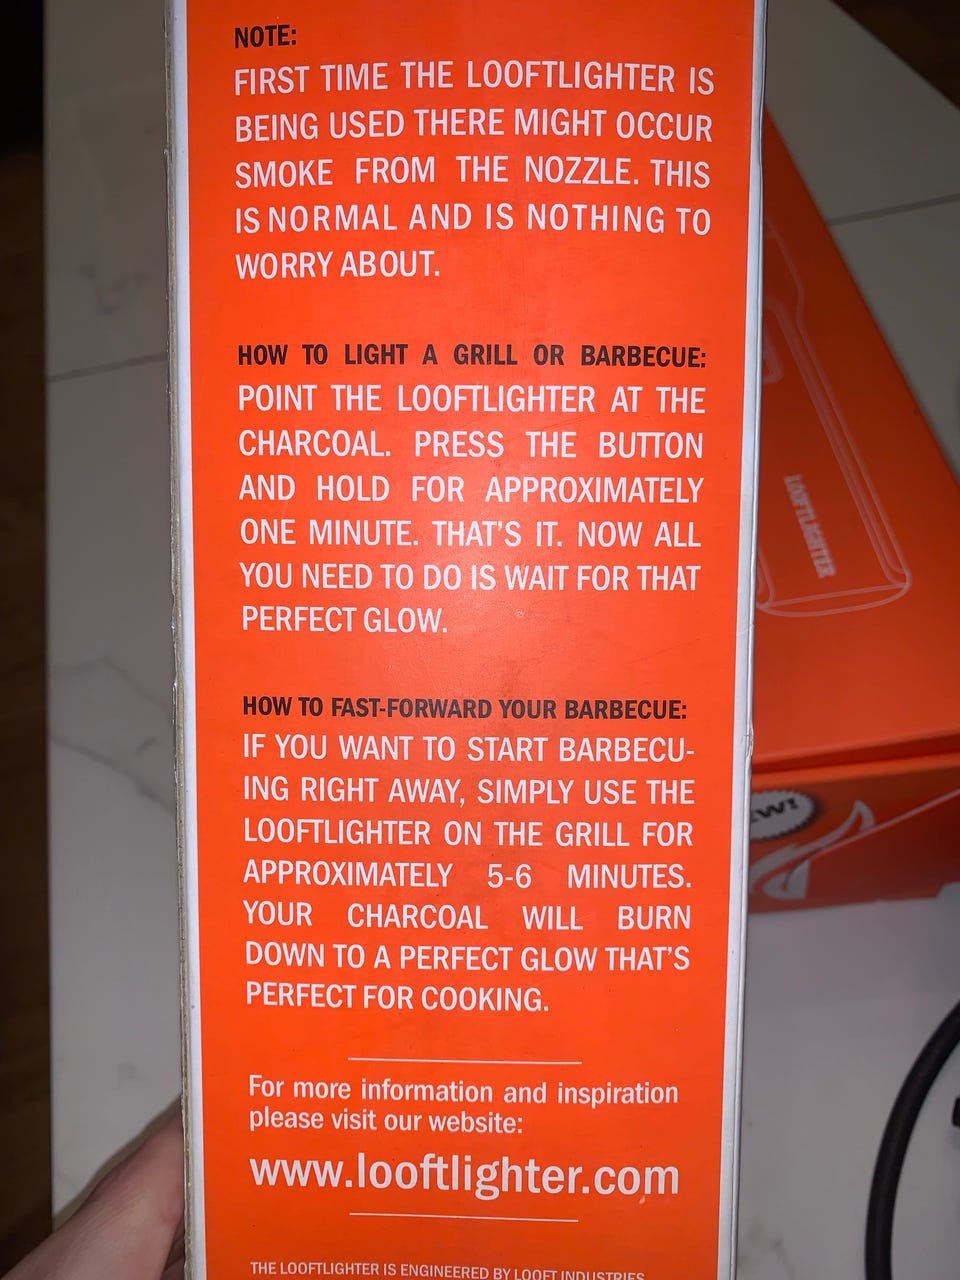 NOTE:
FIRST TIME THE LOOFTLIGHTER IS
BEING USED THERE MIGHT OCCUR
SMOKE FROM THE NOZZLE. THIS
IS NORMAL AND IS NOTHING TO
WORRY ABOUT.
HOW TO LIGHT A GRILL OR BARBECUE:
POINT THE LOOFTLIGHTER AT THE
CHARCOAL. PRESS THE BUTTON
AND HOLD FOR APPROXIMATELY
ONE MINUTE. THAT'S IT. NOW ALL
YOU NEED TO DO IS WAIT FOR THAT
PERFECT GLOW.
HOW TO FAST-FORWARD YOUR BARBECUE:
IF YOU WANT TO START BARBECU-
ING RIGHT AWAY, SIMPLY USE THE
LOOFTLIGHTER ON THE GRILL FOR
APPROXIMATELY 5-6 MINUTES.
YOUR CHARCOAL WILL BURN
DOWN TO A PERFECT GLOW THAT'S
PERFECT FOR COOKING.
For more information and inspiration
please visit our website:
www.looftlighter.com
THE LOOFTLIGHTER IS ENGINEERED BY LOOFT INDUSTRIES
LOOFTLIGHTER